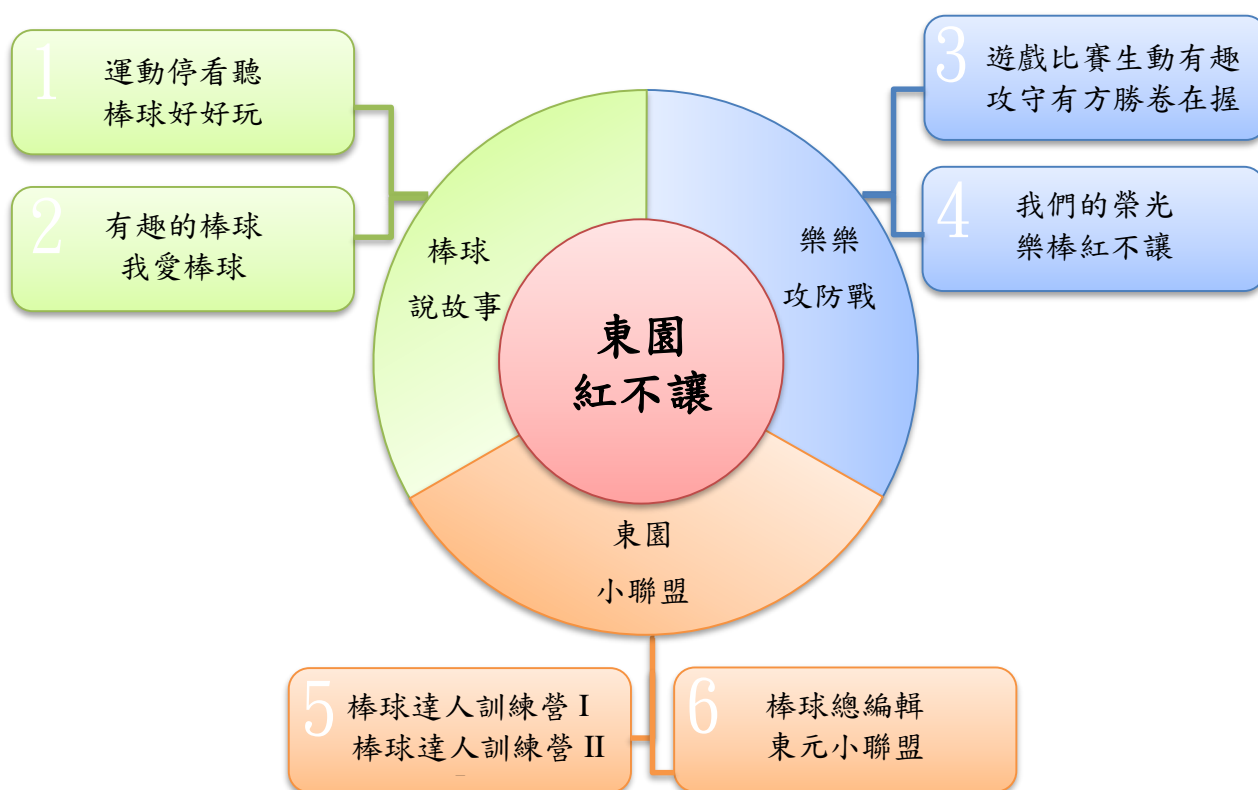 1
運動停看聽
棒球好好玩
2
有趣的棒球
我愛棒球
3
遊戲比賽生動有趣
攻守有方勝卷在握
4
我們的榮光
樂棒紅不讓
棒球
說故事
樂樂
攻防戰
東園
紅不讓
東園
小聯盟
5
棒球達人訓練營 I
棒球達人訓練營 II
6
棒球總編輯
東元小聯盟